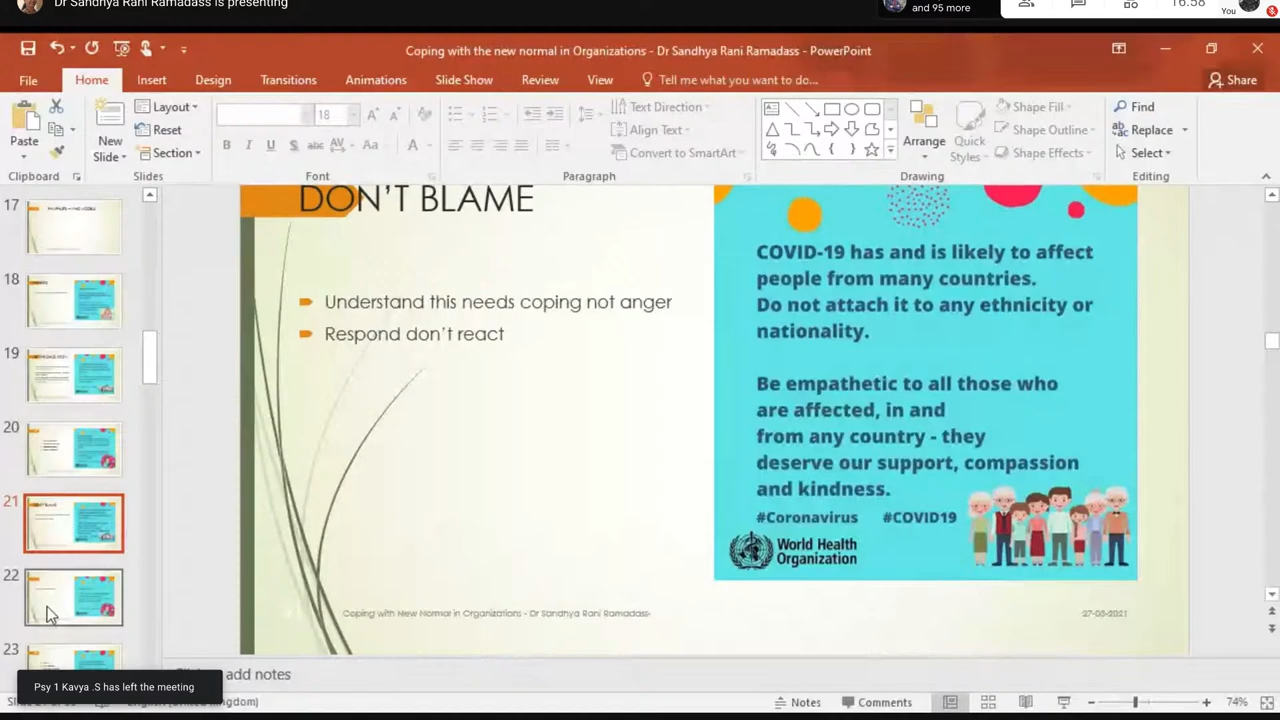 Dr Sandhya Rani Ramadass is presenting
and 95 more
16:58
You
Coping with the new normal in Organizations - Dr Sandhya Rani Ramadass - PowerPoint
File Home Insert Design Transitions Animations Slide Show Review View Tell me what you want to do... Share
Paste
New
Slide
Layout
Reset
Section
18
B I U S abc AV Aa A
Text Direction
Align Text
Convert to SmartArt
Arrange
Quick
Styles
Shape Fill
Shape Outline
Shape Effects
Find
Replace
Select
Clipboard Slides Font Paragraph Drawing Editing
17
18
19
20
21
22
23
DON'T BLAME
Understand this needs coping not anger
Respond don't react
COVID-19 has and is likely to affect
people from many countries.
Do not attach it to any ethnicity or
nationality.
Be empathetic to all those who
are affected, in and
from any country - they
deserve our support, compassion
and kindness.
#Coronavirus #COVID19
World Health
Organization
Coping with New Normal in Organizations - Dr Sandhya Rani Ramadass-
27-05-2021
add notes
Psy 1 Kavya .S has left the meeting
Notes Comments 74%